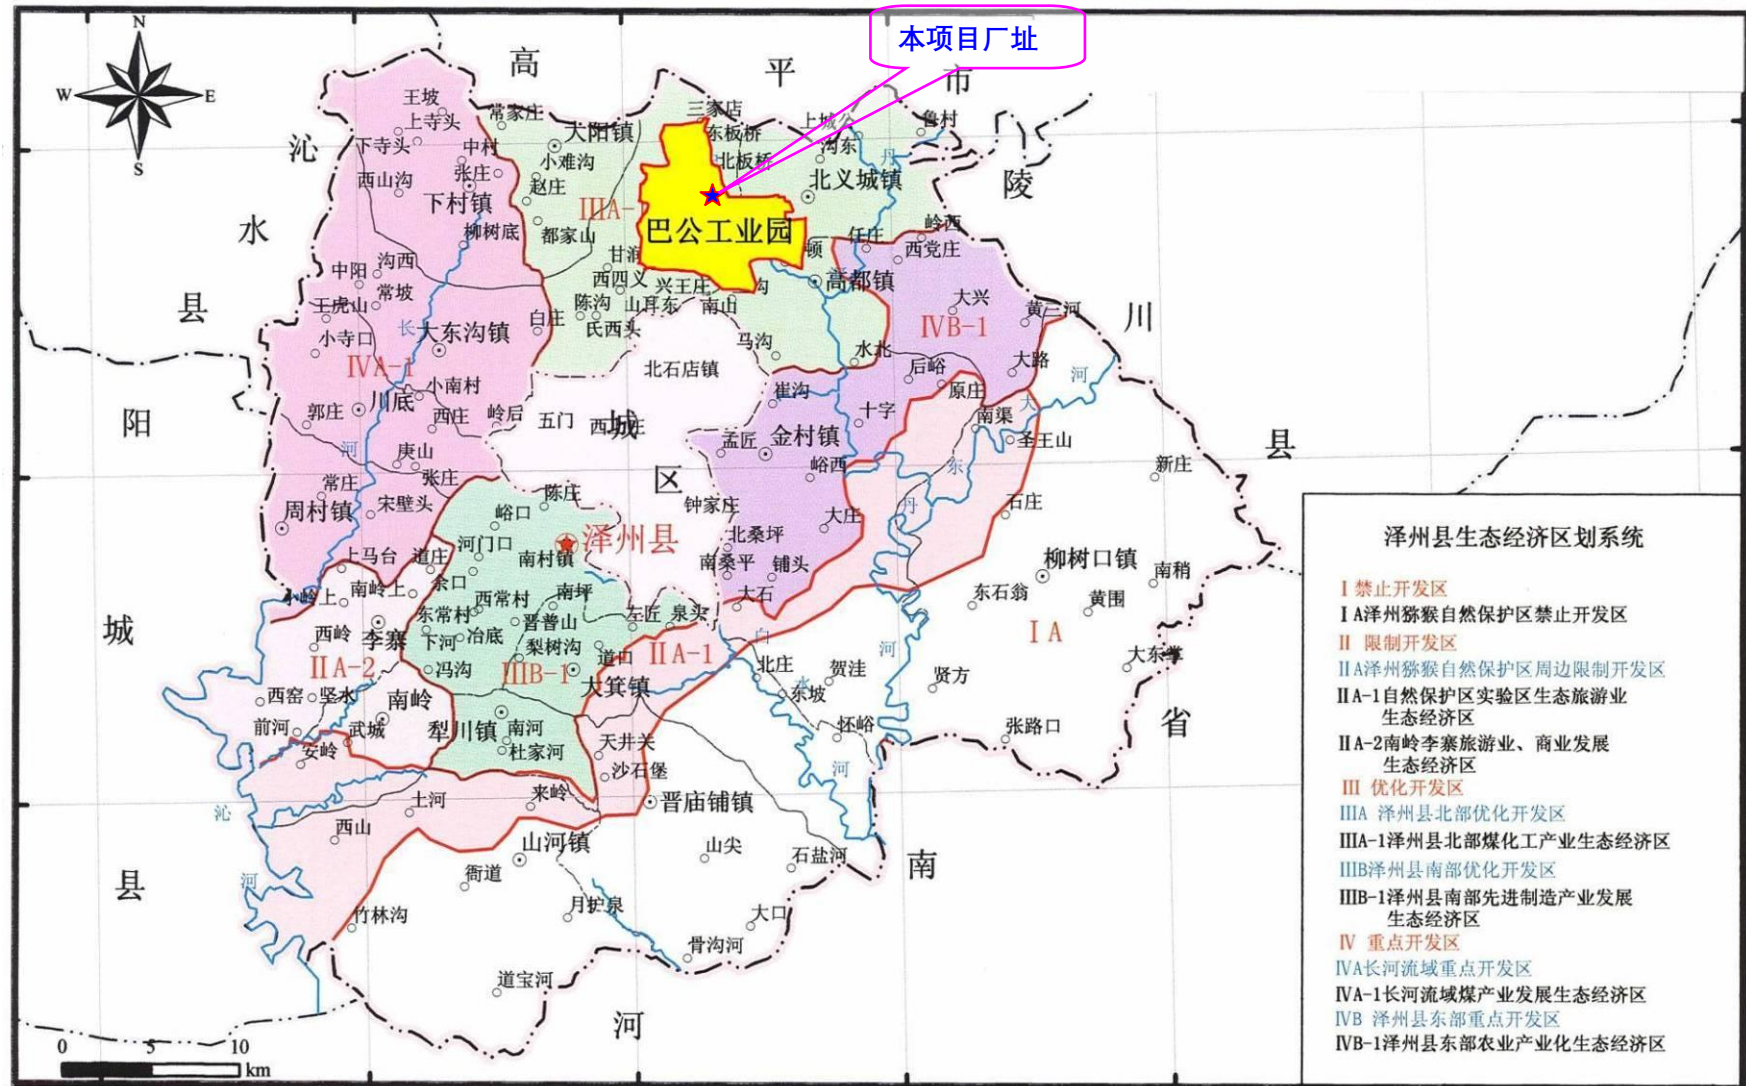 本项目厂址
N
W
E
S
高
平
市
沁
水
县
阳
城
县
陵
川
县
省
南
河
王坡
上寺头
下寺头
中村
张庄
西山沟
下村镇
柳树底
常家庄
大阳镇
小难沟
赵庄
都家山
ⅢA-1
三家店
东板桥
北板桥
上城公
鲁村
沟东
丹
北义城镇
巴公工业园
任庄
岭西
西党庄
顿
高都镇
甘润
西四义
兴王庄
南山
沟
陈沟
山耳东
氏西头
白庄
马沟
水北
河
大兴
黄二河
ⅣB-1
大路
后峪
原庄
中阳
沟西
常坡
王虎山
小寺口
长
大东沟镇
ⅣA-1
小南村
川底
郭庄
西庄
岭后
河
庚山
张庄
常庄
宋壁头
周村镇
北石店镇
五门
城
区
钟家庄
崔沟
十字
金村镇
孟匠
峪西
大庄
北桑坪
南桑平
铺头
大石
南渠
大
圣王山
东
丹
石庄
新庄
柳树口镇
南稍
东石翁
黄围
ⅠA
大东掌
贤方
张路口
河
陈庄
峪口
河门口
南村镇
泽州县
上马台
道庄
余口
小岭上
南岭上
东常村
西常村
南坪
西岭
李寨
下河
冶底
晋普山
梨树沟
左匠
泉头
冯沟
道口
ⅡA-1
ⅡA-2
ⅢB-1
大箕镇
西窑
坚水
南岭
犁川镇
南河
前河
武城
安岭
杜家河
天井关
沙石堡
白
水
河
北庄
贺洼
东坡
怀峪
沁
河
土河
来岭
西山
晋庙铺镇
山河镇
山尖
石盐河
衙道
竹林沟
月护泉
大口
骨沟河
道宝河
0 5 10
km
泽州县生态经济区划系统
Ⅰ 禁止开发区
Ⅰ A泽州猕猴自然保护区禁止开发区
Ⅱ 限制开发区
ⅡA泽州猕猴自然保护区周边限制开发区
ⅡA-1自然保护区实验区生态旅游业
生态经济区
ⅡA-2南岭李寨旅游业、商业发展
生态经济区
Ⅲ 优化开发区
ⅢA 泽州县北部优化开发区
ⅢA-1泽州县北部煤化工产业生态经济区
ⅢB泽州县南部优化开发区
ⅢB-1泽州县南部先进制造产业发展
生态经济区
Ⅳ 重点开发区
ⅣA长河流域重点开发区
ⅣA-1长河流域煤产业发展生态经济区
ⅣB 泽州县东部重点开发区
ⅣB-1泽州县东部农业产业化生态经济区